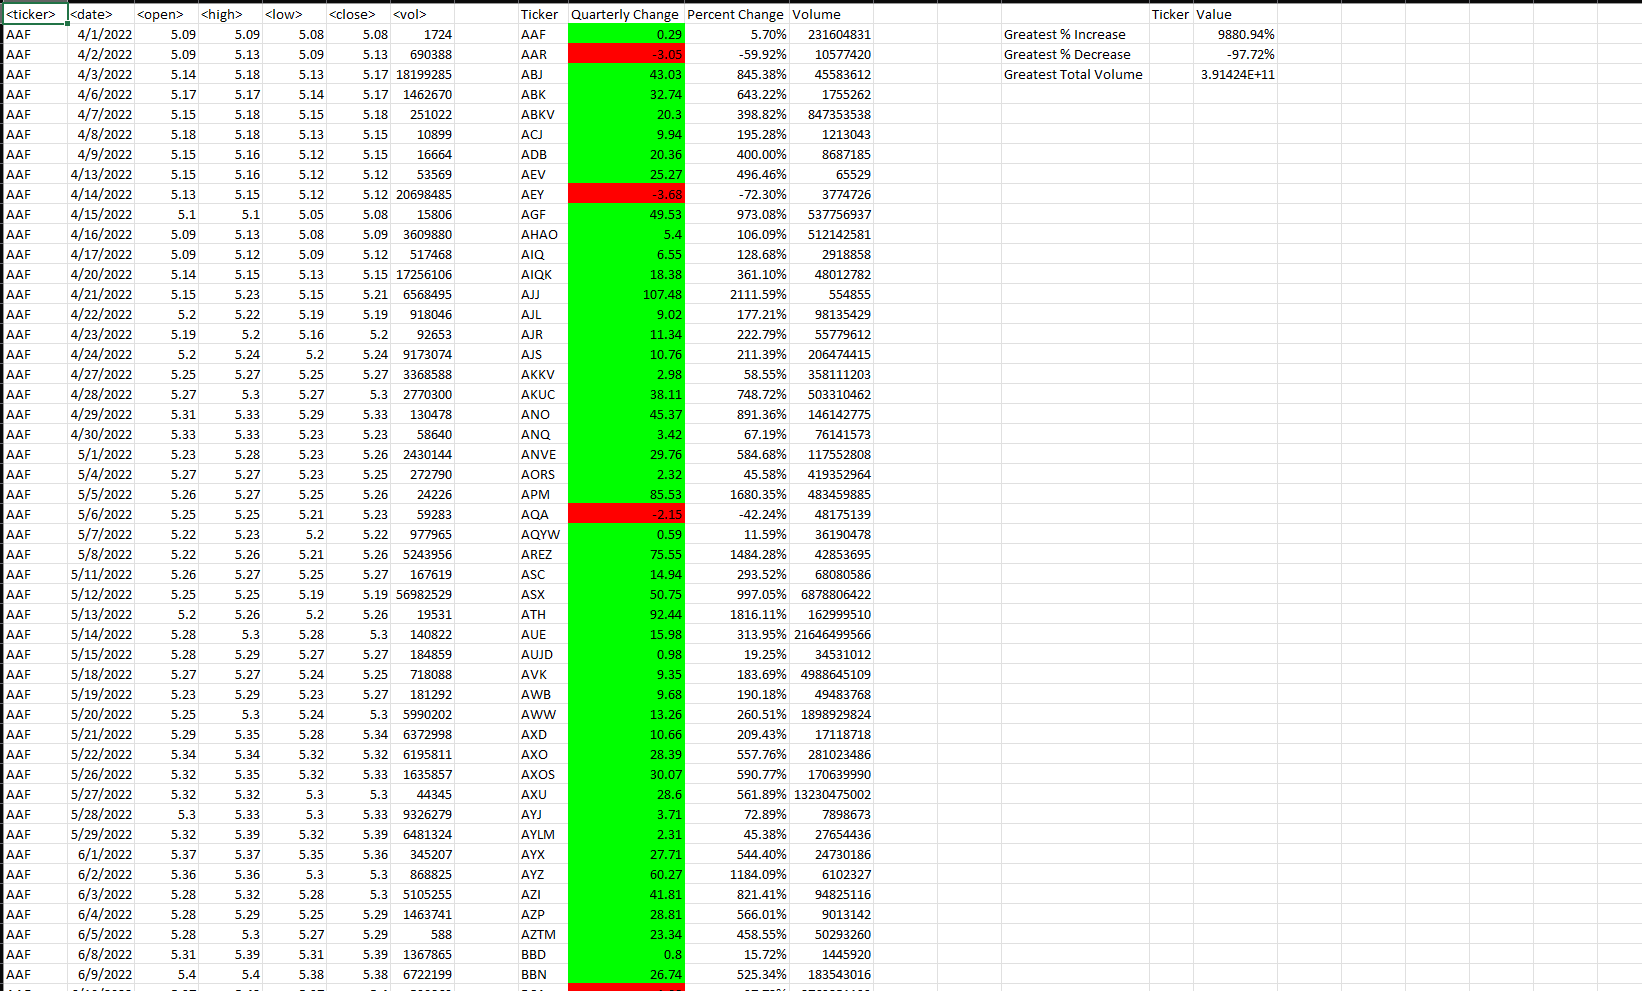 <ticker> <date> <open> <high> <low> <close> <vol> Ticker Quarterly Change Percent Change Volume Ticker Value
AAF 4/1/2022 5.09 5.09 5.08 5.08 1724 AAF 0.29 5.70% 231604831 Greatest % Increase 9880.94%
AAF 4/2/2022 5.09 5.13 5.09 5.13 690388 AAR -3.05 -59.92% 10577420 Greatest % Decrease -97.72%
AAF 4/3/2022 5.14 5.18 5.13 5.17 18199285 ABJ 43.03 845.38% 45583612 Greatest Total Volume 3.91424E+11
AAF 4/6/2022 5.17 5.17 5.14 5.17 1462670 ABK 32.74 643.22% 1755262
AAF 4/7/2022 5.15 5.18 5.15 5.18 251022 ABKV 20.3 398.82% 847353538
AAF 4/8/2022 5.18 5.18 5.13 5.15 10899 ACJ 9.94 195.28% 1213043
AAF 4/9/2022 5.15 5.16 5.12 5.15 16664 ADB 20.36 400.00% 8687185
AAF 4/13/2022 5.15 5.16 5.12 5.12 53569 AEV 25.27 496.46% 65529
AAF 4/14/2022 5.13 5.15 5.12 5.12 20698485 AEY -3.68 -72.30% 3774726
AAF 4/15/2022 5.1 5.1 5.05 5.08 15806 AGF 49.53 973.08% 537756937
AAF 4/16/2022 5.09 5.13 5.08 5.09 3609880 AHAO 5.4 106.09% 512142581
AAF 4/17/2022 5.09 5.12 5.09 5.12 517468 AIQ 6.55 128.68% 2918858
AAF 4/20/2022 5.14 5.15 5.13 5.15 17256106 AIQK 18.38 361.10% 48012782
AAF 4/21/2022 5.15 5.23 5.15 5.21 6568495 AJJ 107.48 2111.59% 554855
AAF 4/22/2022 5.2 5.22 5.19 5.19 918046 AJL 9.02 177.21% 98135429
AAF 4/23/2022 5.19 5.2 5.16 5.2 92653 AJR 11.34 222.79% 55779612
AAF 4/24/2022 5.2 5.24 5.2 5.24 9173074 AJS 10.76 211.39% 206474415
AAF 4/27/2022 5.25 5.27 5.25 5.27 3368588 AKKV 2.98 58.55% 358111203
AAF 4/28/2022 5.27 5.3 5.27 5.3 2770300 AKUC 38.11 748.72% 503310462
AAF 4/29/2022 5.31 5.33 5.29 5.33 130478 ANO 45.37 891.36% 146142775
AAF 4/30/2022 5.33 5.33 5.23 5.23 58640 ANQ 3.42 67.19% 76141573
AAF 5/1/2022 5.23 5.28 5.23 5.26 2430144 ANVE 29.76 584.68% 117552808
AAF 5/4/2022 5.27 5.27 5.23 5.25 272790 AORS 2.32 45.58% 419352964
AAF 5/5/2022 5.26 5.27 5.25 5.26 24226 APM 85.53 1680.35% 483459885
AAF 5/6/2022 5.25 5.25 5.21 5.23 59283 AQA -2.15 -42.24% 48175139
AAF 5/7/2022 5.22 5.23 5.2 5.22 977965 AQYW 0.59 11.59% 36190478
AAF 5/8/2022 5.22 5.26 5.21 5.26 5243956 AREZ 75.55 1484.28% 42853695
AAF 5/11/2022 5.26 5.27 5.25 5.27 167619 ASC 14.94 293.52% 68080586
AAF 5/12/2022 5.25 5.25 5.19 5.19 56982529 ASX 50.75 997.05% 6878806422
AAF 5/13/2022 5.2 5.26 5.2 5.26 19531 ATH 92.44 1816.11% 162999510
AAF 5/14/2022 5.28 5.3 5.28 5.3 140822 AUE 15.98 313.95% 21646499566
AAF 5/15/2022 5.28 5.29 5.27 5.27 184859 AUJD 0.98 19.25% 34531012
AAF 5/18/2022 5.27 5.27 5.24 5.25 718088 AVK 9.35 183.69% 4988645109
AAF 5/19/2022 5.23 5.29 5.23 5.27 181292 AWB 9.68 190.18% 49483768
AAF 5/20/2022 5.25 5.3 5.24 5.3 5990202 AWW 13.26 260.51% 1898929824
AAF 5/21/2022 5.29 5.35 5.28 5.34 6372998 AXD 10.66 209.43% 17118718
AAF 5/22/2022 5.34 5.34 5.32 5.32 6195811 AXO 28.39 557.76% 281023486
AAF 5/26/2022 5.32 5.35 5.32 5.33 1635857 AXOS 30.07 590.77% 170639990
AAF 5/27/2022 5.32 5.32 5.3 5.3 44345 AXU 28.6 561.89% 13230475002
AAF 5/28/2022 5.3 5.33 5.3 5.33 9326279 AYJ 3.71 72.89% 7898673
AAF 5/29/2022 5.32 5.39 5.32 5.39 6481324 AYLM 2.31 45.38% 27654436
AAF 6/1/2022 5.37 5.37 5.35 5.36 345207 AYX 27.71 544.40% 24730186
AAF 6/2/2022 5.36 5.36 5.3 5.3 868825 AYZ 60.27 1184.09% 6102327
AAF 6/3/2022 5.28 5.32 5.28 5.3 5105255 AZI 41.81 821.41% 94825116
AAF 6/4/2022 5.28 5.29 5.25 5.29 1463741 AZP 28.81 566.01% 9013142
AAF 6/5/2022 5.28 5.3 5.27 5.29 588 AZTM 23.34 458.55% 50293260
AAF 6/8/2022 5.31 5.39 5.31 5.39 1367865 BBD 0.8 15.72% 1445920
AAF 6/9/2022 5.4 5.4 5.38 5.38 6722199 BBN 26.74 525.34% 183543016